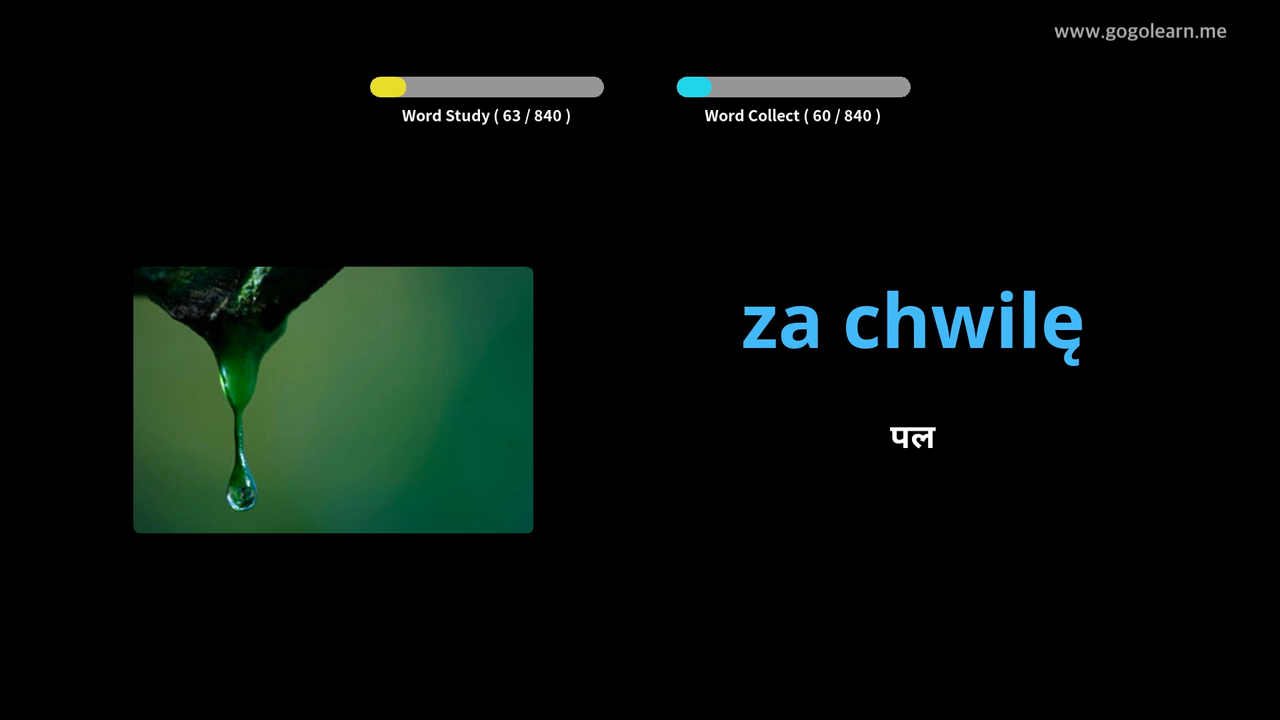 www.gogolearn.me
Word Study ( 63 / 840 )
Word Collect ( 60 / 840 )
za chwilę
पल